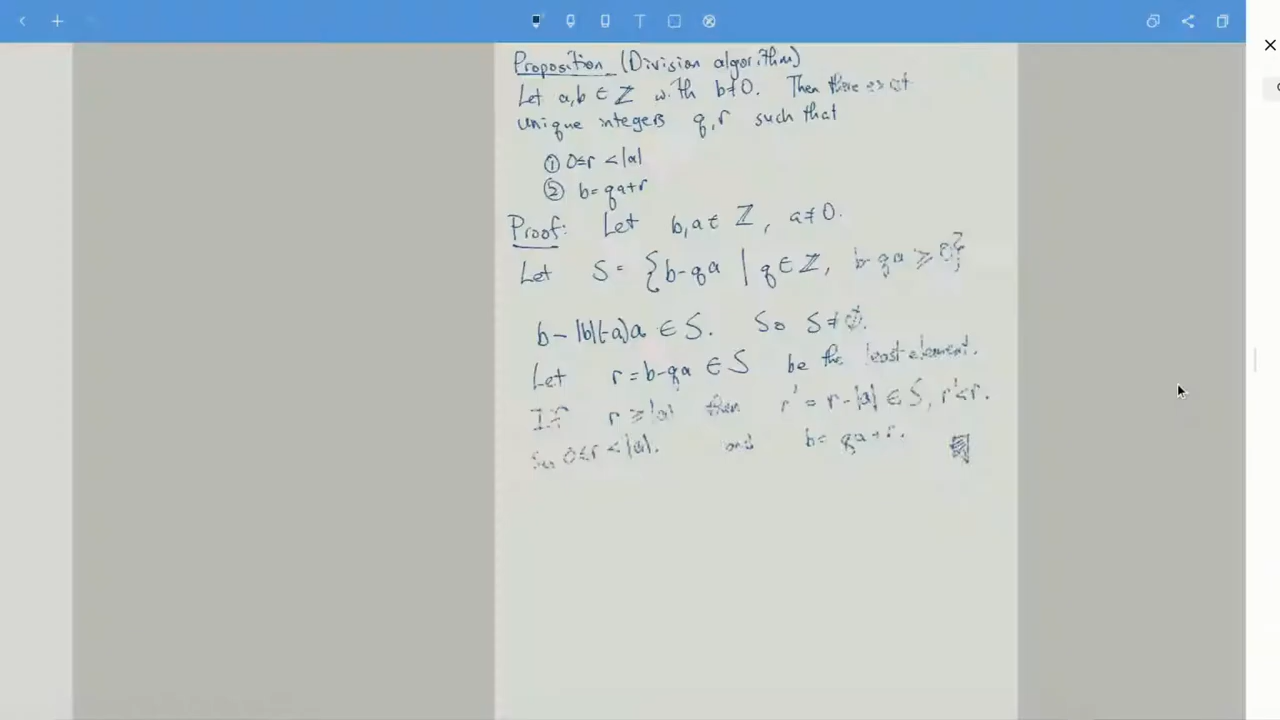 Proposition (Division algorithm)
Let a,b ∈ ℤ with b≠0. Then there exist
unique integers q,r such that
① 0≤r <|a|
② b=qa+r
Proof: Let b,a ∈ ℤ, a≠0.
Let S = {b-qa | q∈ℤ, b-qa ≥ 0}
b-|b|(-a)a ∈ S. So S≠∅.
Let r=b-qa ∈ S be the least element.
If r≥|a| then r'=r-|a| ∈ S, r'<r.
So 0≤r<|a|. and b= qa+r.